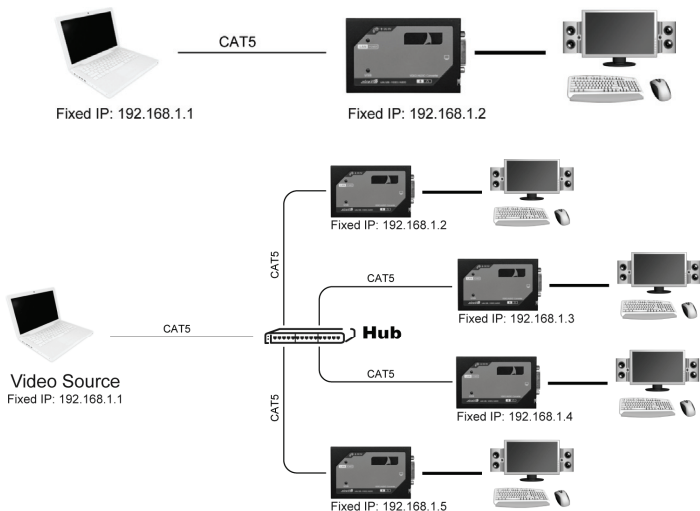 CAT5
Fixed IP: 192.168.1.1
Fixed IP: 192.168.1.2
Fixed IP: 192.168.1.2
CAT5
CAT5
Fixed IP: 192.168.1.3
CAT5
Hub
CAT5
Video Source
Fixed IP: 192.168.1.1
Fixed IP: 192.168.1.4
CAT5
Fixed IP: 192.168.1.5